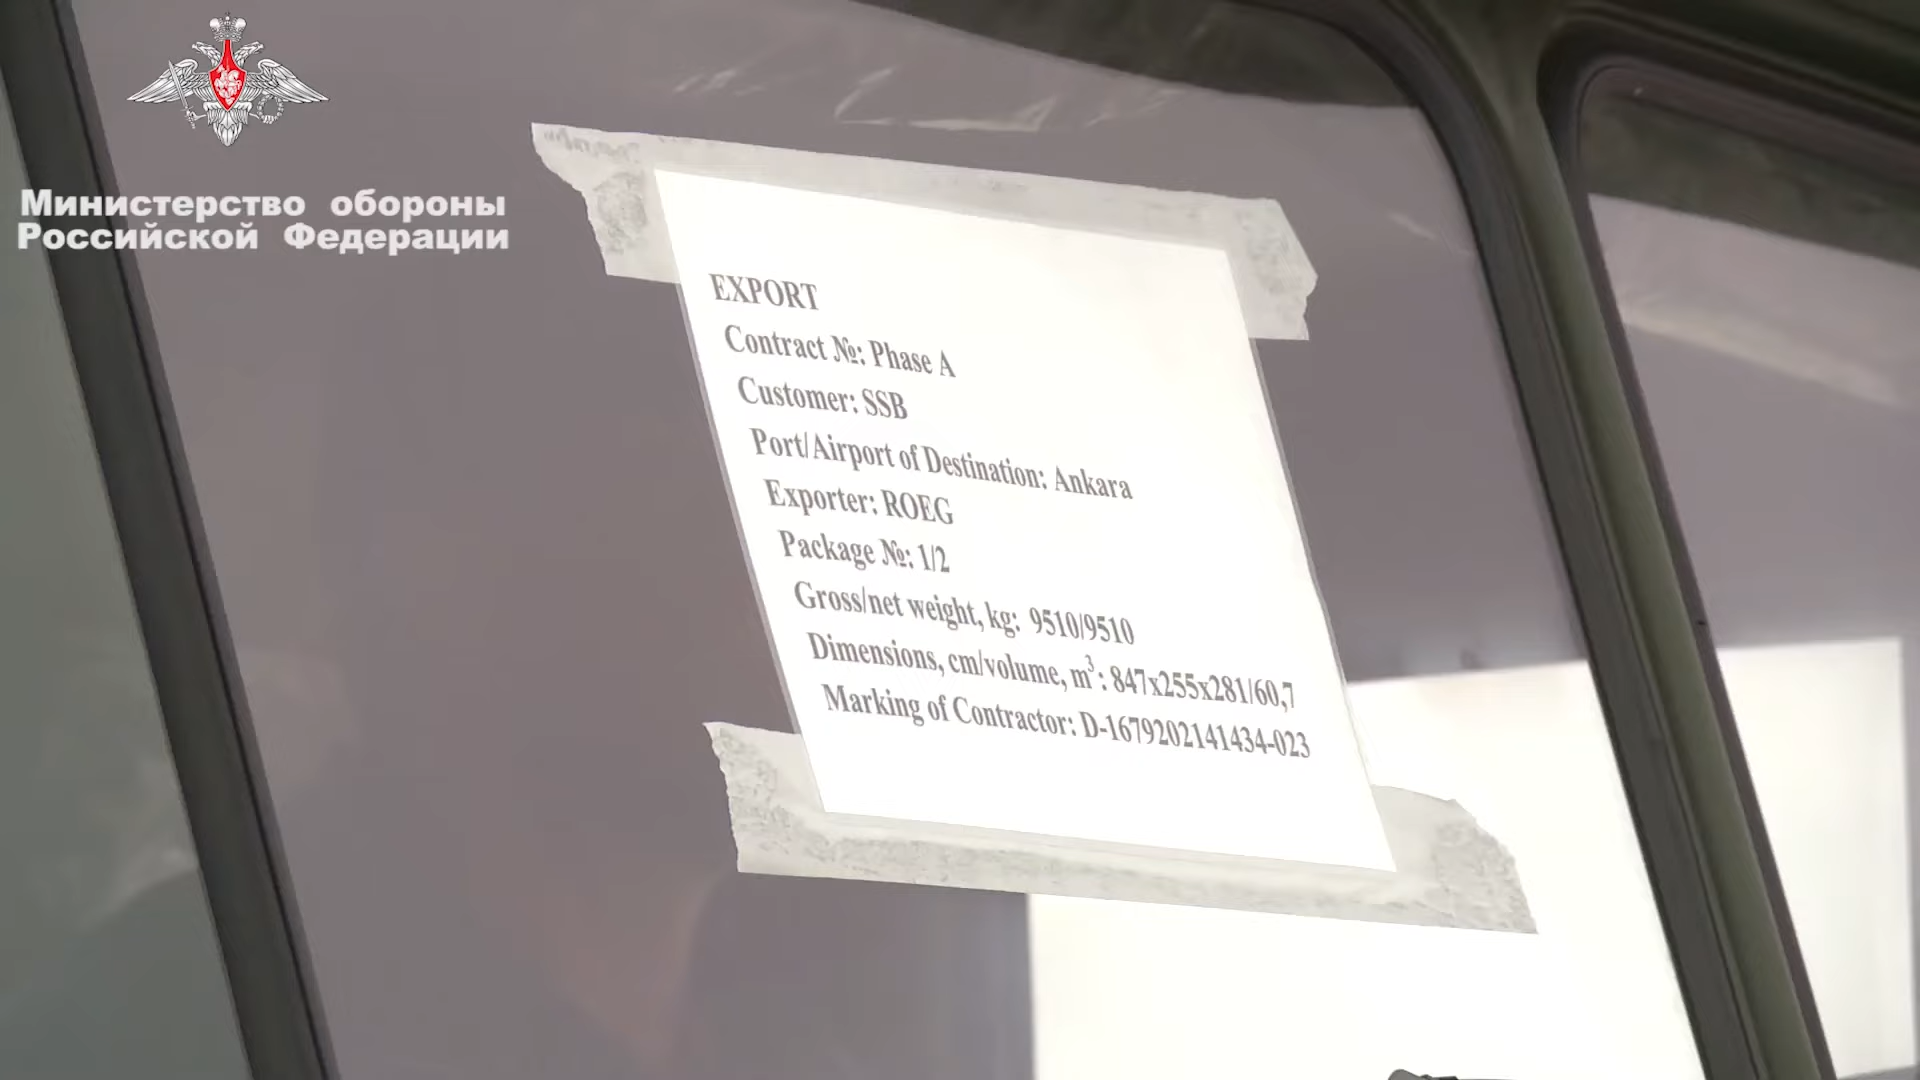 Министерство обороны
Российской Федерации
EXPORT
Contract №: Phase A
Customer: SSB
Port/Airport of Destination: Ankara
Exporter: ROEG
Package №: 1/2
Gross/net weight, kg: 9510/9510
Dimensions, cm/volume, m³: 847x255x281/60,7
Marking of Contractor: D-1679202141434-023